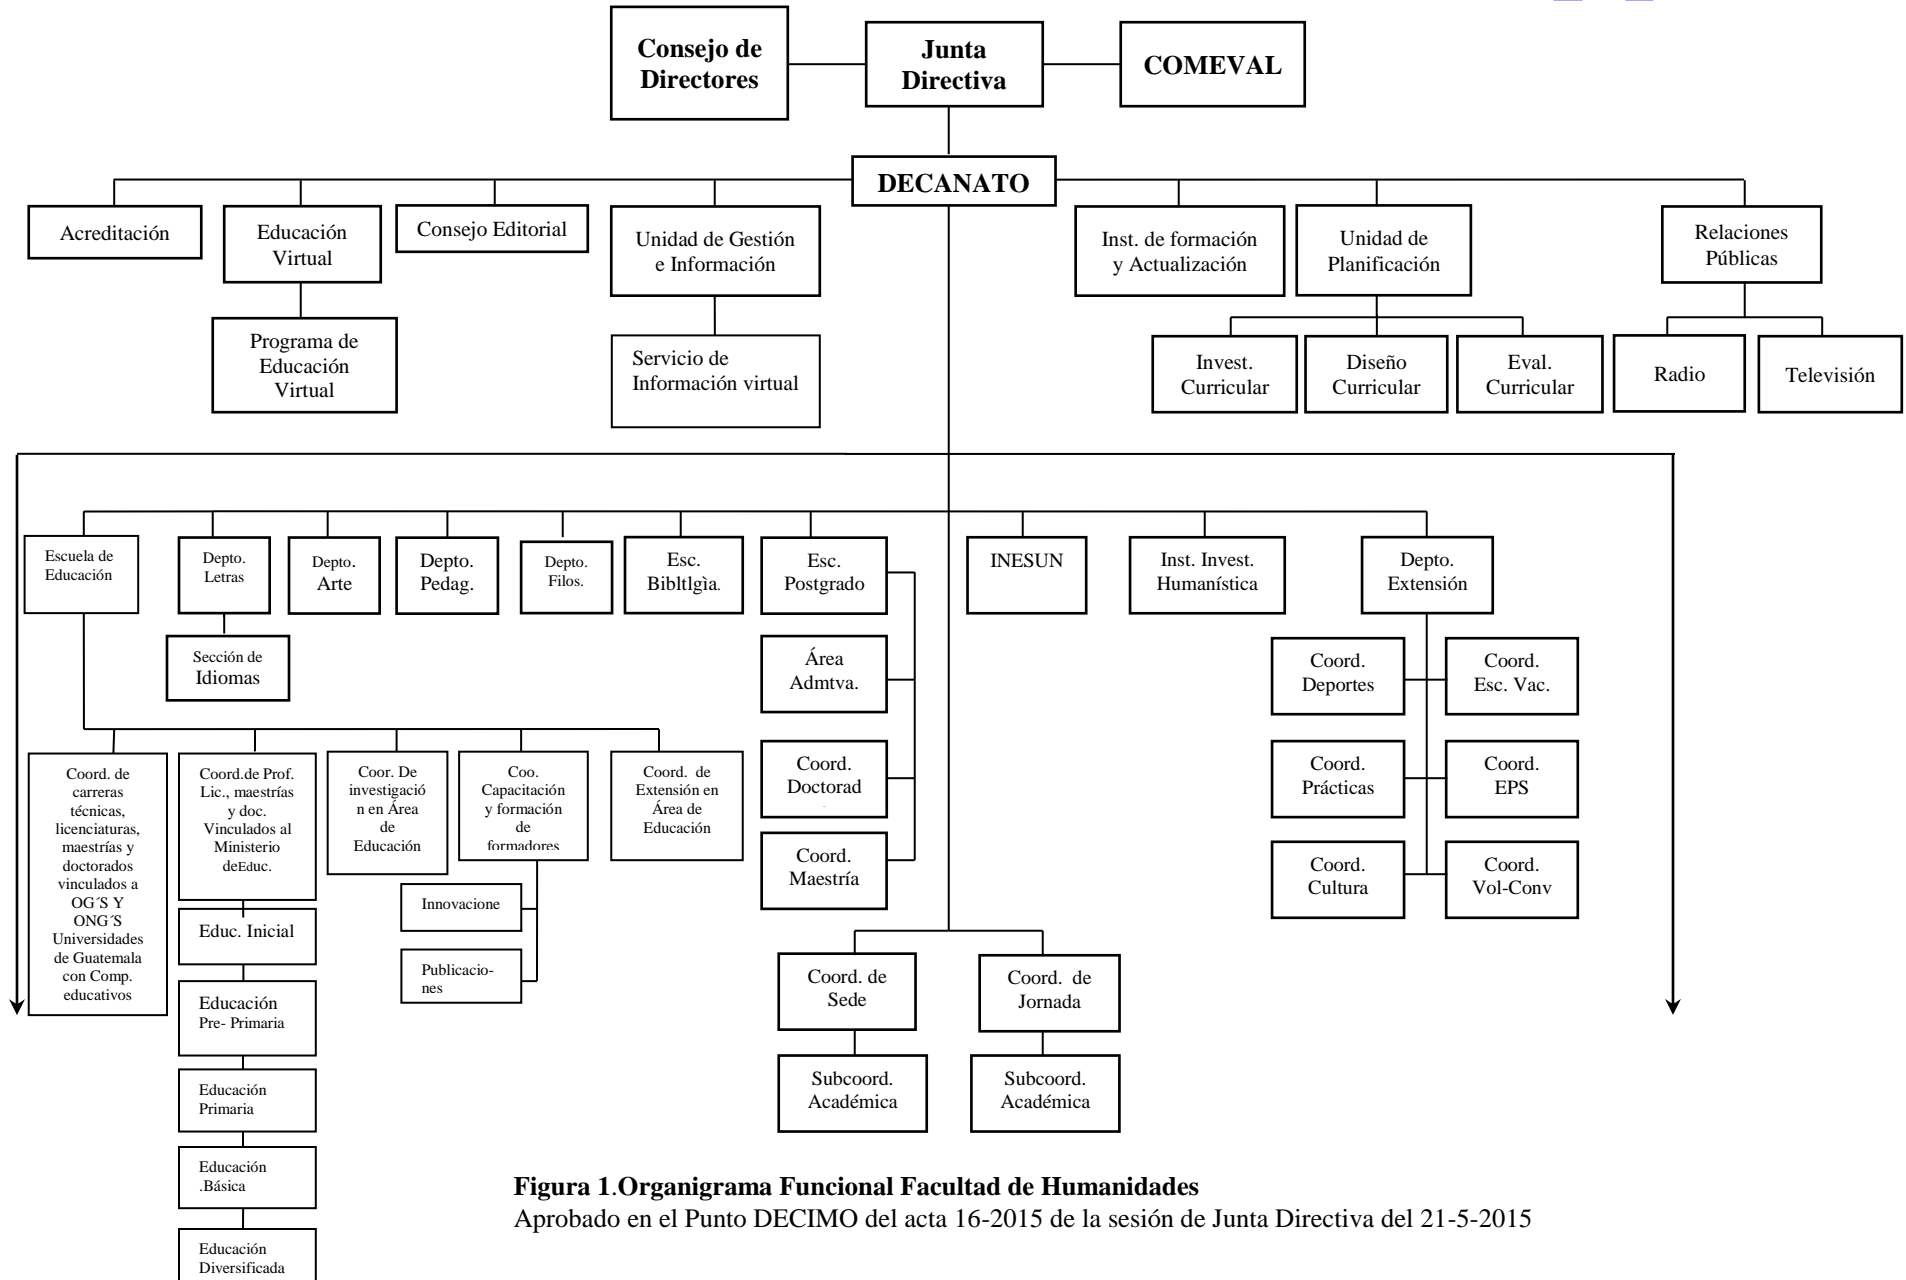 Consejo de
Directores
Junta
Directiva
COMEVAL
DECANATO
Acreditación
Educación
Virtual
Consejo Editorial
Unidad de Gestión
e Información
Inst. de formación
y Actualización
Unidad de
Planificación
Relaciones
Públicas
Programa de
Educación
Virtual
Servicio de
Información virtual
Invest.
Curricular
Diseño
Curricular
Eval.
Curricular
Radio
Televisión
Escuela de
Educación
Depto.
Letras
Depto.
Arte
Depto.
Pedag.
Depto.
Filos.
Esc.
Bibltlgìa.
Esc.
Postgrado
INESUN
Inst. Invest.
Humanística
Depto.
Extensión
Sección de
Idiomas
Área
Admtva.
Coord.
Deportes
Coord.
Esc. Vac.
Coord. de
carreras
técnicas,
licenciaturas,
maestrías y
doctorados
vinculados a
OG´S Y
ONG´S
Universidades
de Guatemala
con Comp.
educativos
Coord.de Prof.
Lic., maestrías
y doc.
Vinculados al
Ministerio
deEduc.
Coor. De
investigació
n en Área
de
Educación
Coo.
Capacitación
y formación
de
formadores
Coord. de
Extensión en
Área de
Educación
Coord.
Doctorad
Coord.
Prácticas
Coord.
EPS
Coord.
Maestría
Coord.
Cultura
Coord.
Vol-Conv
Innovacione
Educ. Inicial
Publicacio-
nes
Coord. de
Sede
Coord. de
Jornada
Educación
Pre- Primaria
Subcoord.
Académica
Subcoord.
Académica
Educación
Primaria
Educación
.Básica
Educación
Diversificada
Figura 1.Organigrama Funcional Facultad de Humanidades
Aprobado en el Punto DECIMO del acta 16-2015 de la sesión de Junta Directiva del 21-5-2015